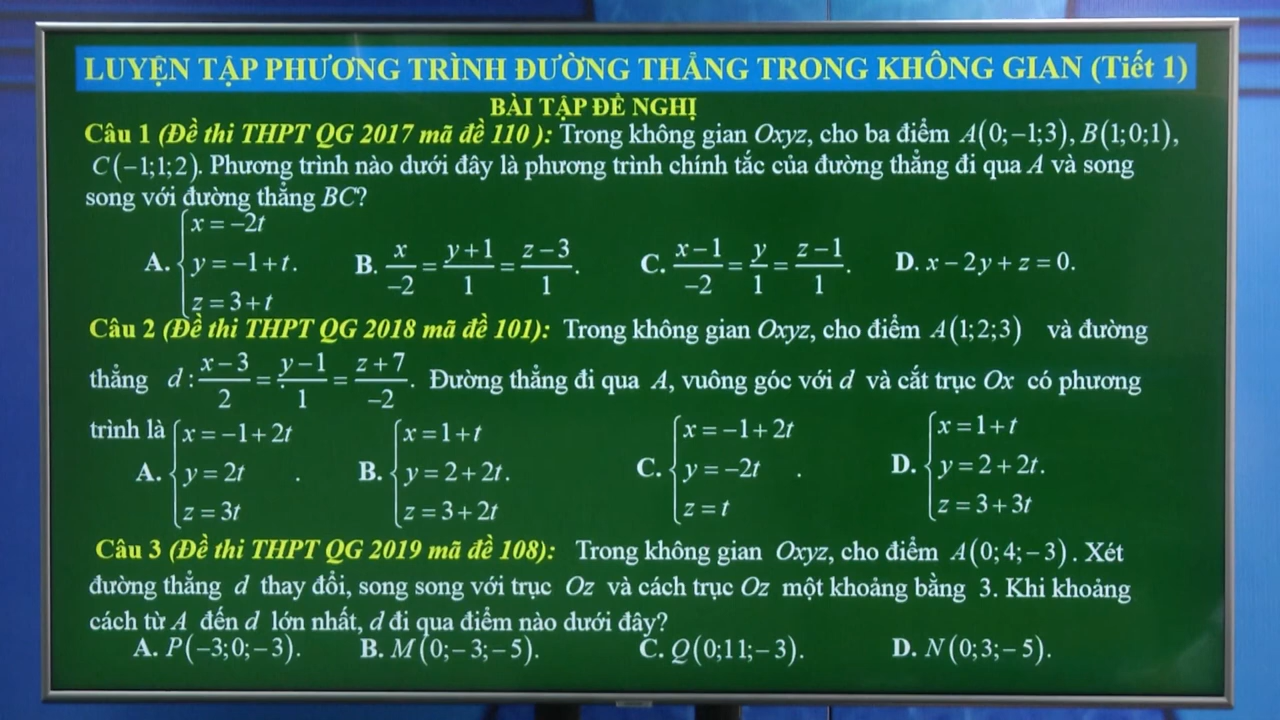 LUYỆN TẬP PHƯƠNG TRÌNH ĐƯỜNG THẲNG TRONG KHÔNG GIAN (Tiết 1)
BÀI TẬP ĐỀ NGHỊ
Câu 1 (Đề thi THPT QG 2017 mã đề 110 ): Trong không gian Oxyz, cho ba điểm A(0;−1;3), B(1;0;1),
C(−1;1;2). Phương trình nào dưới đây là phương trình chính tắc của đường thẳng đi qua A và song
song với đường thẳng BC?
A. { x = −2t; y = −1+t; z = 3+t. B. x/−2 = (y+1)/1 = (z−3)/1. C. (x−1)/−2 = y/1 = (z−1)/1. D. x − 2y + z = 0.
Câu 2 (Đề thi THPT QG 2018 mã đề 101): Trong không gian Oxyz, cho điểm A(1;2;3) và đường
thẳng d : (x−3)/2 = (y−1)/1 = (z+7)/−2. Đường thẳng đi qua A, vuông góc với d và cắt trục Ox có phương
trình là
A. { x = −1+2t; y = 2t; z = 3t. B. { x = 1+t; y = 2+2t; z = 3+2t. C. { x = −1+2t; y = −2t; z = t. D. { x = 1+t; y = 2+2t; z = 3+3t.
Câu 3 (Đề thi THPT QG 2019 mã đề 108): Trong không gian Oxyz, cho điểm A(0;4;−3). Xét
đường thẳng d thay đổi, song song với trục Oz và cách trục Oz một khoảng bằng 3. Khi khoảng
cách từ A đến d lớn nhất, d đi qua điểm nào dưới đây?
A. P(−3;0;−3). B. M(0;−3;−5). C. Q(0;11;−3). D. N(0;3;−5).